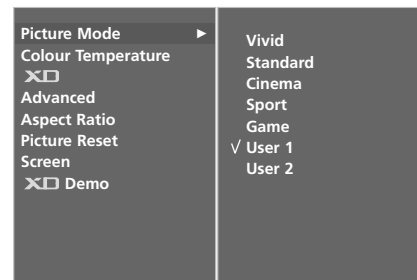 Picture Mode
Colour Temperature
XD
Advanced
Aspect Ratio
Picture Reset
Screen
XD Demo
Vivid
Standard
Cinema
Sport
Game
√ User 1
User 2